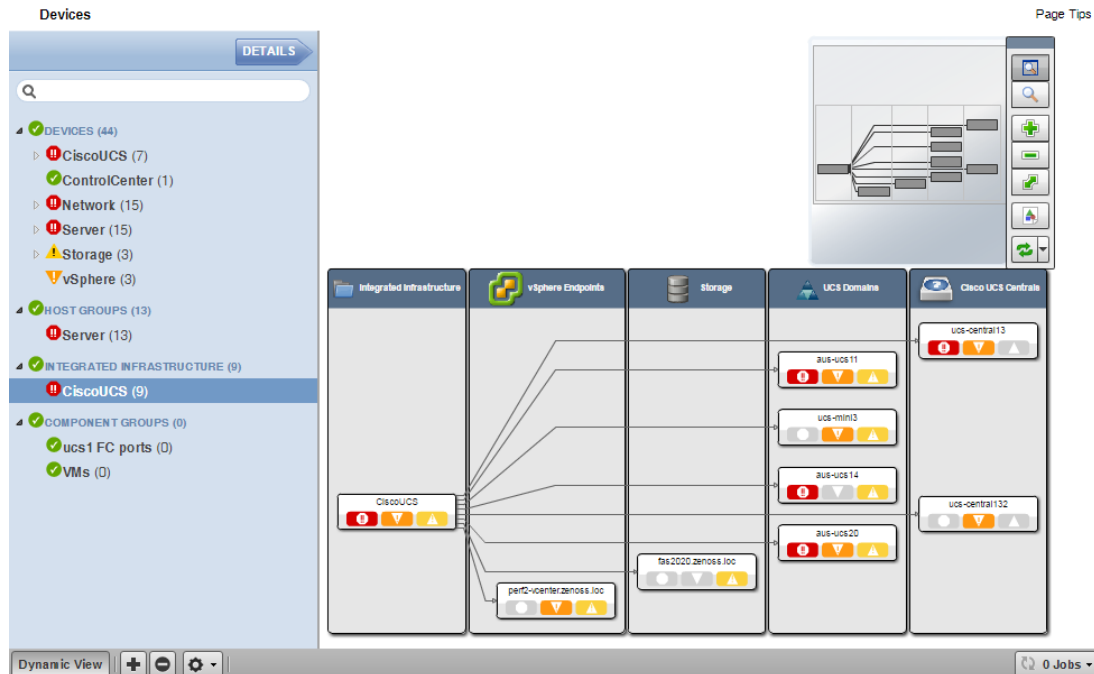 Devices
Page Tips
DETAILS
DEVICES (44)
CiscoUCS (7)
ControlCenter (1)
Network (15)
Server (15)
Storage (3)
vSphere (3)
HOST GROUPS (13)
Server (13)
INTEGRATED INFRASTRUCTURE (9)
CiscoUCS (9)
COMPONENT GROUPS (0)
ucs1 FC ports (0)
VMs (0)
Integrated Infrastructure
vSphere Endpoints
Storage
UCS Domains
Cisco UCS Centrals
ucs-central13
aus-ucs11
ucs-mini3
aus-ucs14
CiscoUCS
ucs-central132
aus-ucs20
fas2020.zenoss.loc
perf2-vcenter.zenoss.loc
Dynamic View
0 Jobs